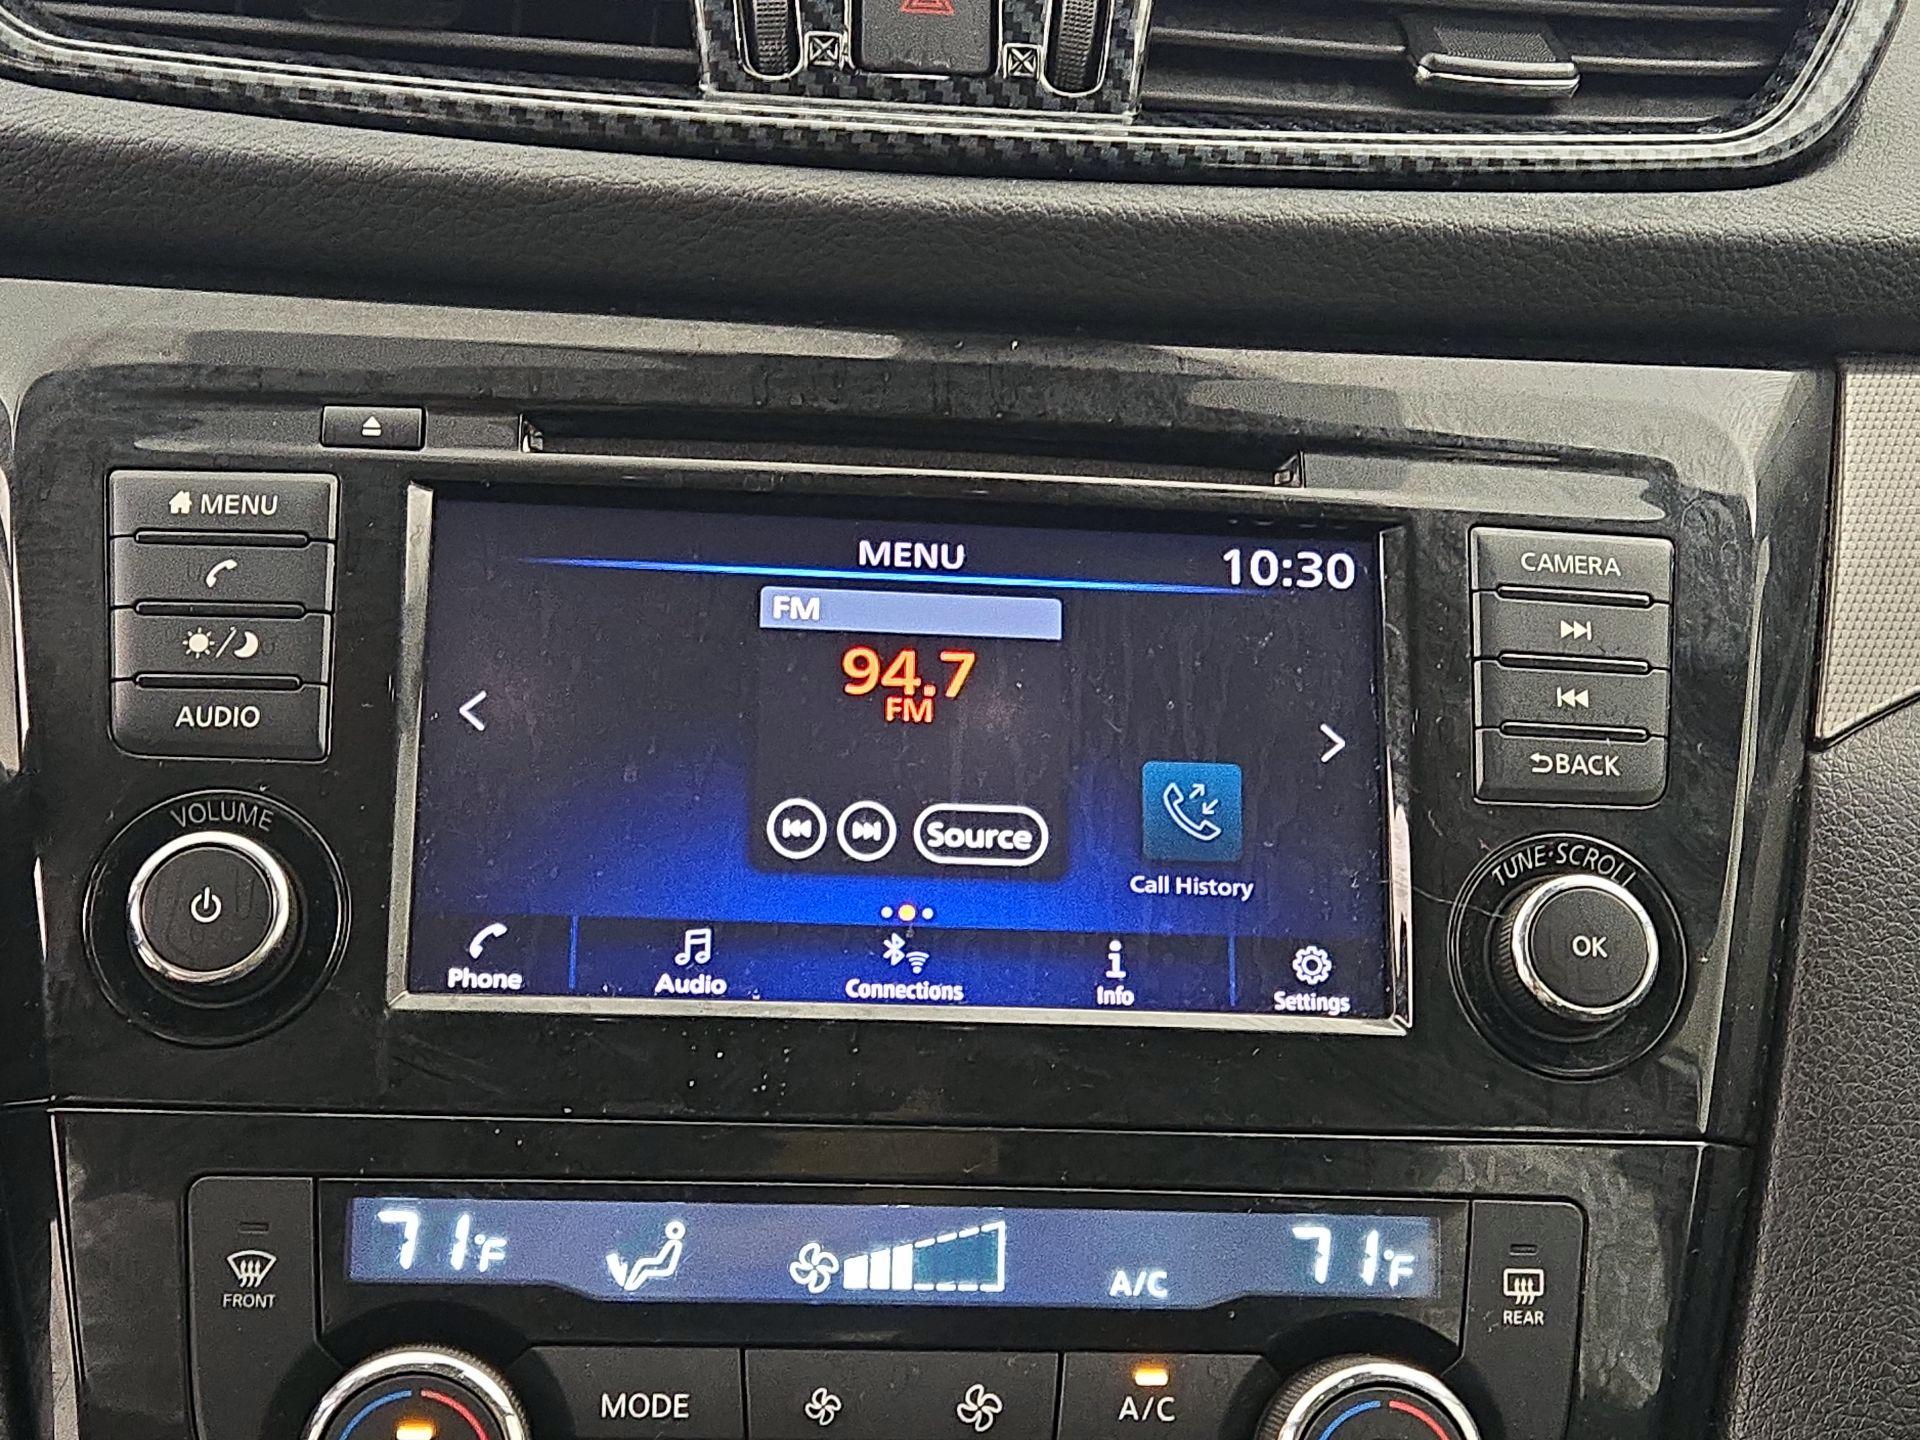 MENU
AUDIO
VOLUME
MENU
10:30
FM
94.7
FM
Source
Call History
Phone
Audio
Connections
Info
Settings
CAMERA
BACK
TUNE·SCROLL
OK
71°F
A/C
71°F
FRONT
REAR
MODE
A/C